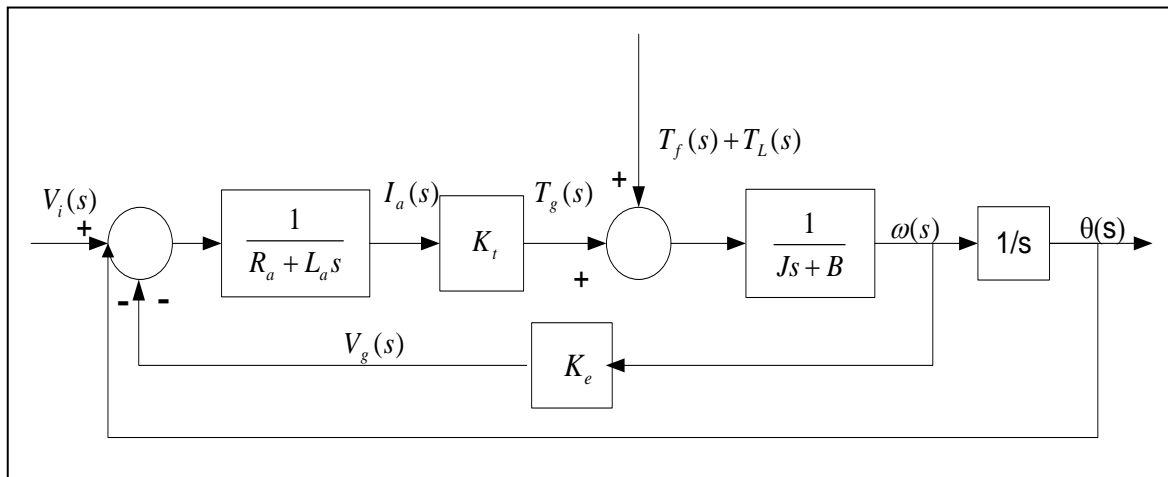 T_f(s)+T_L(s)
V_i(s)
+
1/(R_a + L_a s)
I_a(s)
K_t
T_g(s)
+
+
1/(Js + B)
ω(s)
1/s
θ(s)
-
-
V_g(s)
K_e